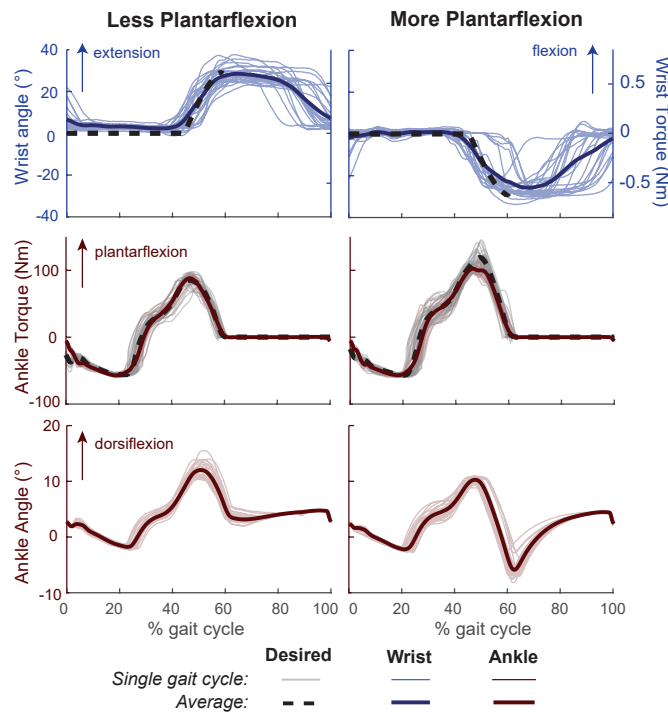 Less Plantarflexion
More Plantarflexion
Wrist angle (°)
40
20
0
-20
-40
extension
flexion
0.5
0
-0.5
Wrist Torque (Nm)
Ankle Torque (Nm)
100
0
-100
plantarflexion
Ankle Angle (°)
20
10
0
-10
dorsiflexion
0 20 40 60 80 100
0 20 40 60 80 100
% gait cycle
% gait cycle
Desired Wrist Ankle
Single gait cycle:
Average: